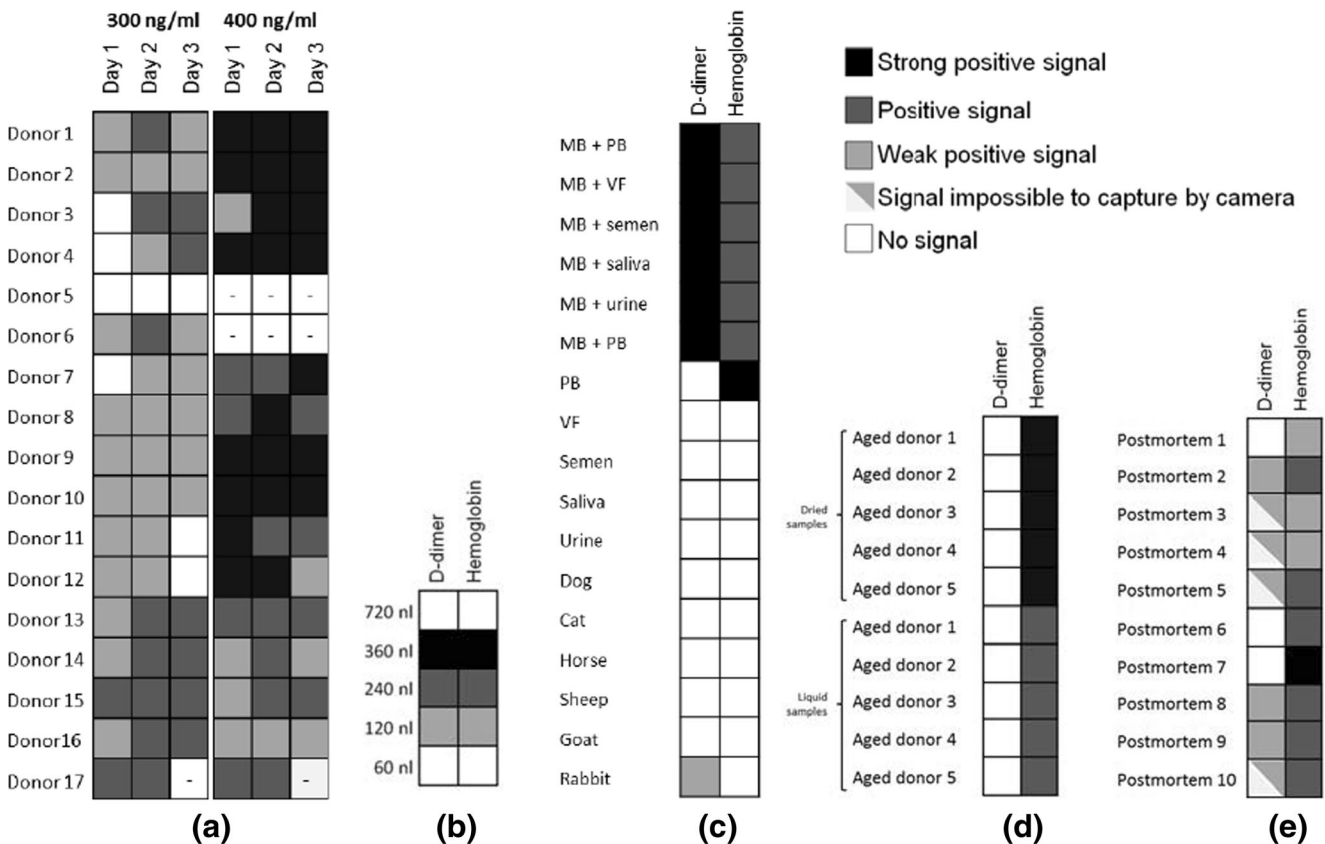 300 ng/ml 400 ng/ml
Day 1 Day 2 Day 3 Day 1 Day 2 Day 3
Donor 1
Donor 2
Donor 3
Donor 4
Donor 5 - - -
Donor 6 - - -
Donor 7
Donor 8
Donor 9
Donor 10
Donor 11
Donor 12
Donor 13
Donor 14
Donor 15
Donor16
Donor 17 - -
(a)
D-dimer Hemoglobin
720 nl
360 nl
240 nl
120 nl
60 nl
(b)
D-dimer Hemoglobin
MB + PB
MB + VF
MB + semen
MB + saliva
MB + urine
MB + PB
PB
VF
Semen
Saliva
Urine
Dog
Cat
Horse
Sheep
Goat
Rabbit
(c)
Strong positive signal
Positive signal
Weak positive signal
Signal impossible to capture by camera
No signal
D-dimer Hemoglobin
Dried
samples
Aged donor 1
Aged donor 2
Aged donor 3
Aged donor 4
Aged donor 5
Liquid
samples
Aged donor 1
Aged donor 2
Aged donor 3
Aged donor 4
Aged donor 5
(d)
D-dimer Hemoglobin
Postmortem 1
Postmortem 2
Postmortem 3
Postmortem 4
Postmortem 5
Postmortem 6
Postmortem 7
Postmortem 8
Postmortem 9
Postmortem 10
(e)